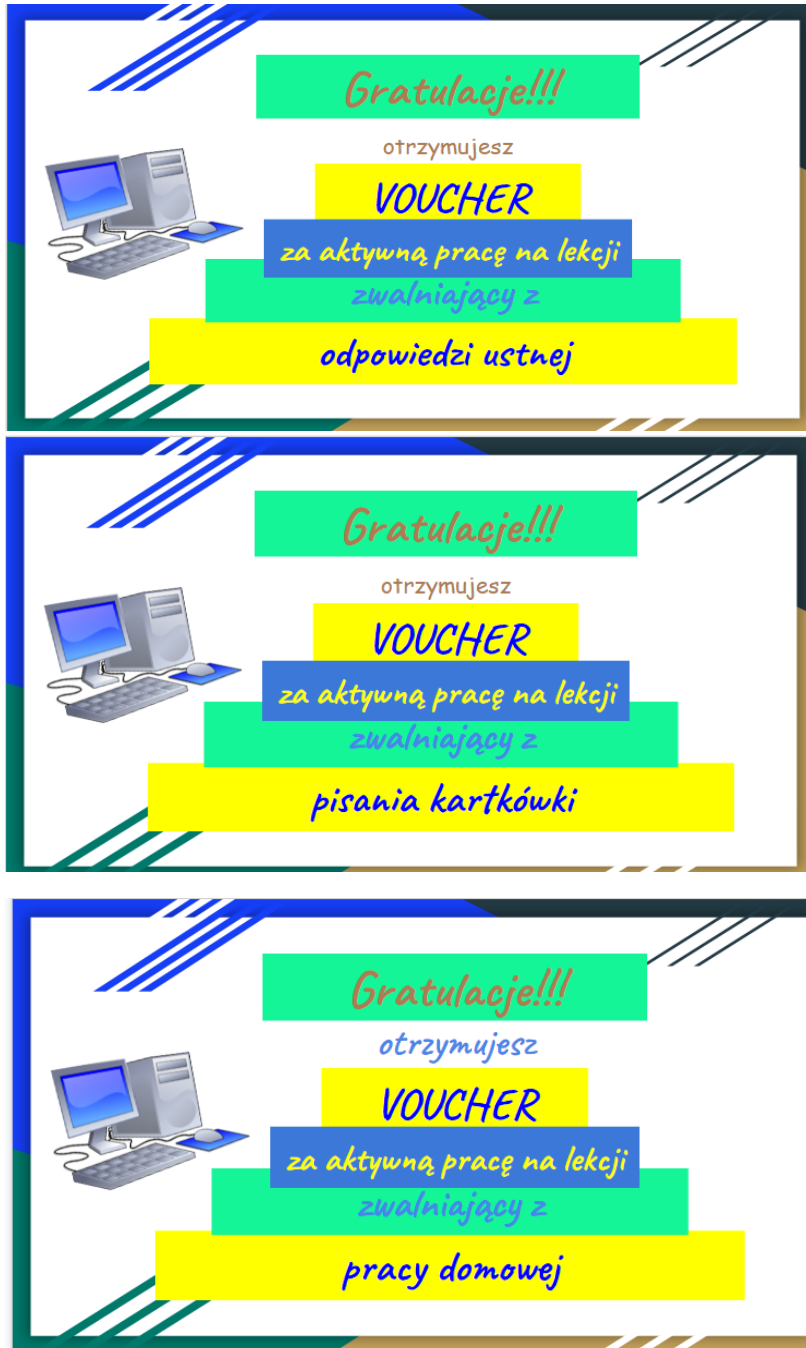 Gratulacje!!!
otrzymujesz
VOUCHER
za aktywną pracę na lekcji
zwalniający z
odpowiedzi ustnej
Gratulacje!!!
otrzymujesz
VOUCHER
za aktywną pracę na lekcji
zwalniający z
pisania kartkówki
Gratulacje!!!
otrzymujesz
VOUCHER
za aktywną pracę na lekcji
zwalniający z
pracy domowej